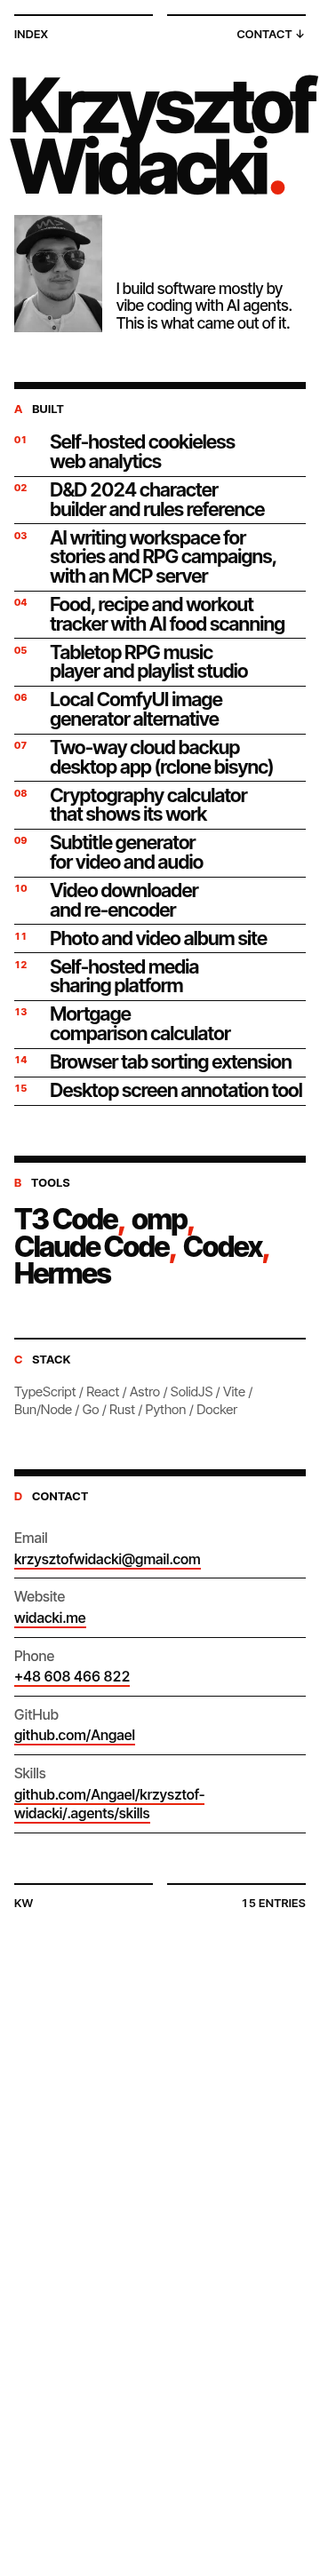 INDEX
CONTACT ↓
Krzysztof
Widacki.
I build software mostly by
vibe coding with AI agents.
This is what came out of it.
A BUILT
01 Self-hosted cookieless
web analytics
02 D&D 2024 character
builder and rules reference
03 AI writing workspace for
stories and RPG campaigns,
with an MCP server
04 Food, recipe and workout
tracker with AI food scanning
05 Tabletop RPG music
player and playlist studio
06 Local ComfyUI image
generator alternative
07 Two-way cloud backup
desktop app (rclone bisync)
08 Cryptography calculator
that shows its work
09 Subtitle generator
for video and audio
10 Video downloader
and re-encoder
11 Photo and video album site
12 Self-hosted media
sharing platform
13 Mortgage
comparison calculator
14 Browser tab sorting extension
15 Desktop screen annotation tool
B TOOLS
T3 Code, omp,
Claude Code, Codex,
Hermes
C STACK
TypeScript / React / Astro / SolidJS / Vite /
Bun/Node / Go / Rust / Python / Docker
D CONTACT
Email
krzysztofwidacki@gmail.com
Website
widacki.me
Phone
+48 608 466 822
GitHub
github.com/Angael
Skills
github.com/Angael/krzysztof-
widacki/.agents/skills
KW
15 ENTRIES